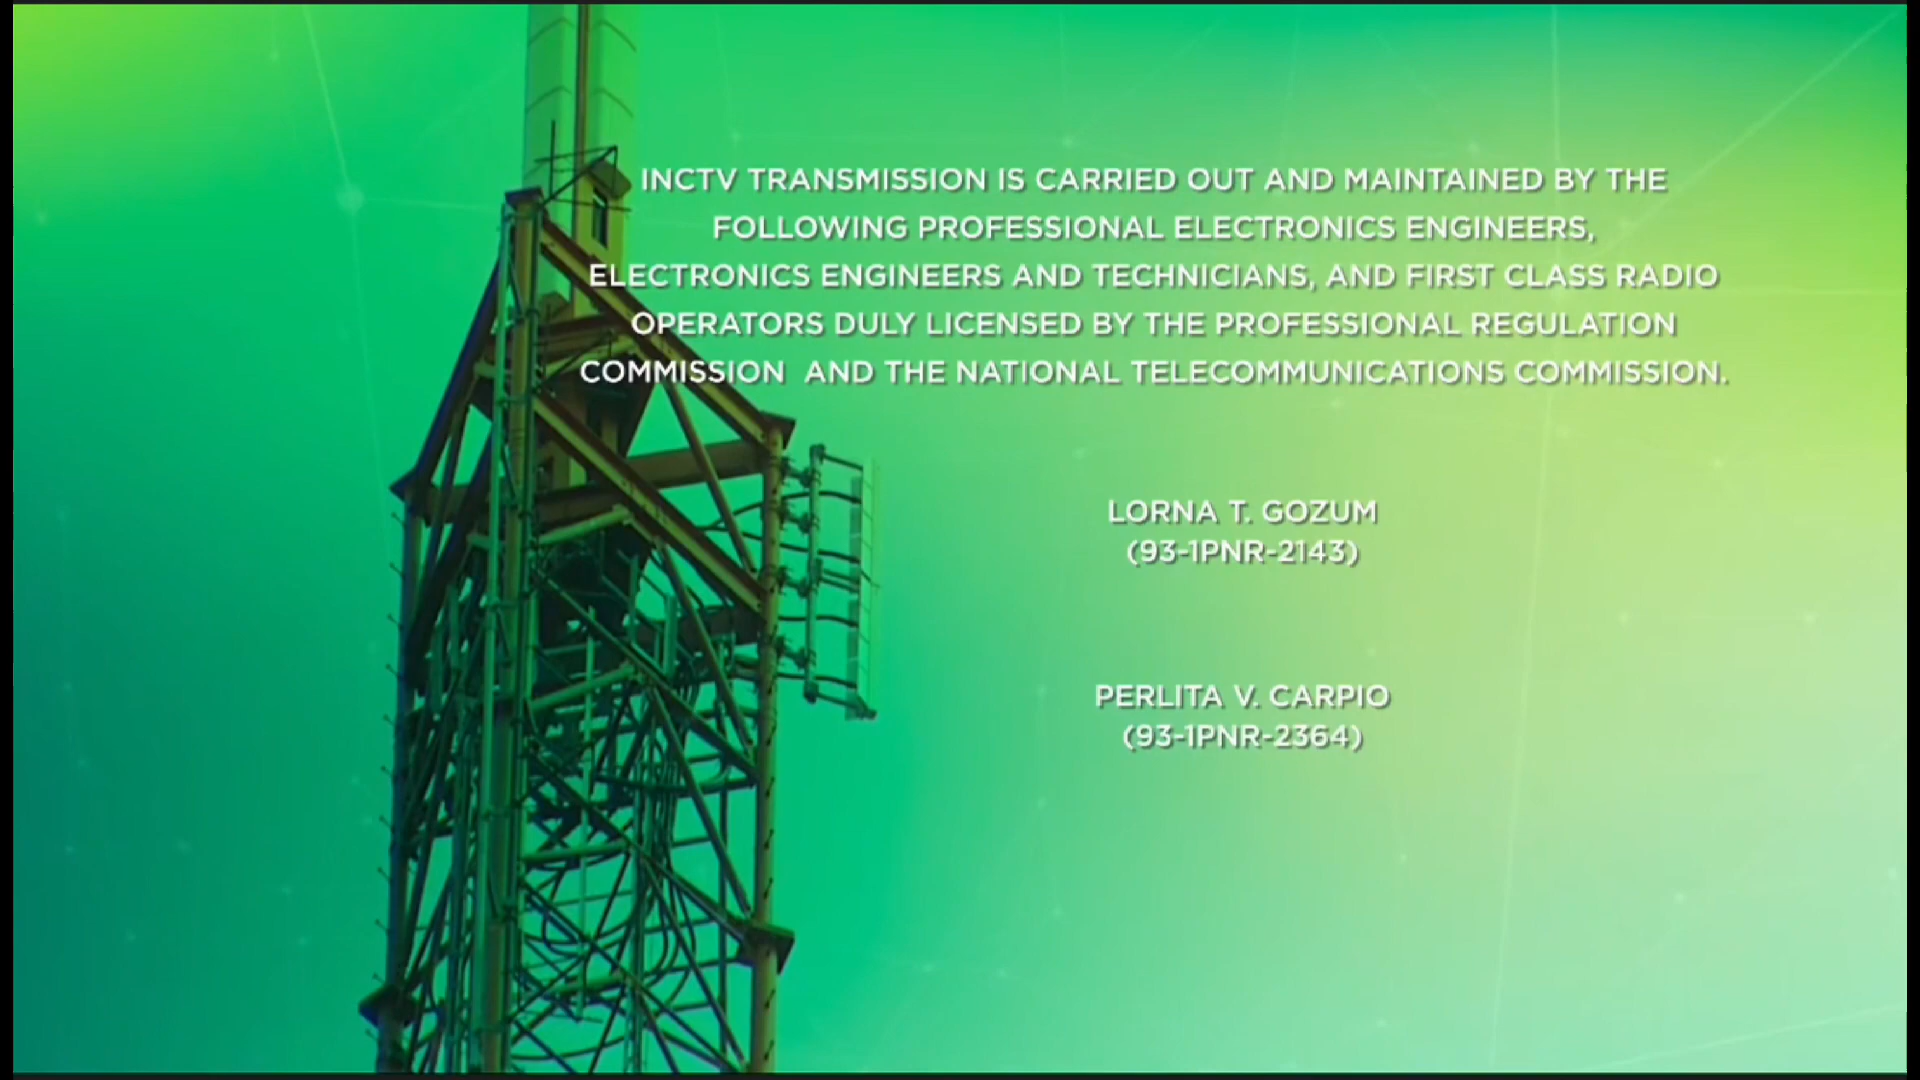 INCTV TRANSMISSION IS CARRIED OUT AND MAINTAINED BY THE
FOLLOWING PROFESSIONAL ELECTRONICS ENGINEERS,
ELECTRONICS ENGINEERS AND TECHNICIANS, AND FIRST CLASS RADIO
OPERATORS DULY LICENSED BY THE PROFESSIONAL REGULATION
COMMISSION  AND THE NATIONAL TELECOMMUNICATIONS COMMISSION.
LORNA T. GOZUM
(93-1PNR-2143)
PERLITA V. CARPIO
(93-1PNR-2364)